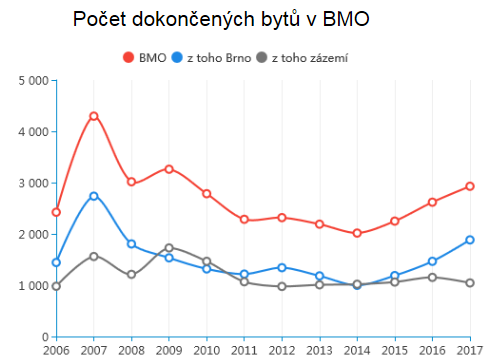 Počet dokončených bytů v BMO
BMO z toho Brno z toho zázemí
5 000
4 000
3 000
2 000
1 000
0
2006 2007 2008 2009 2010 2011 2012 2013 2014 2015 2016 2017